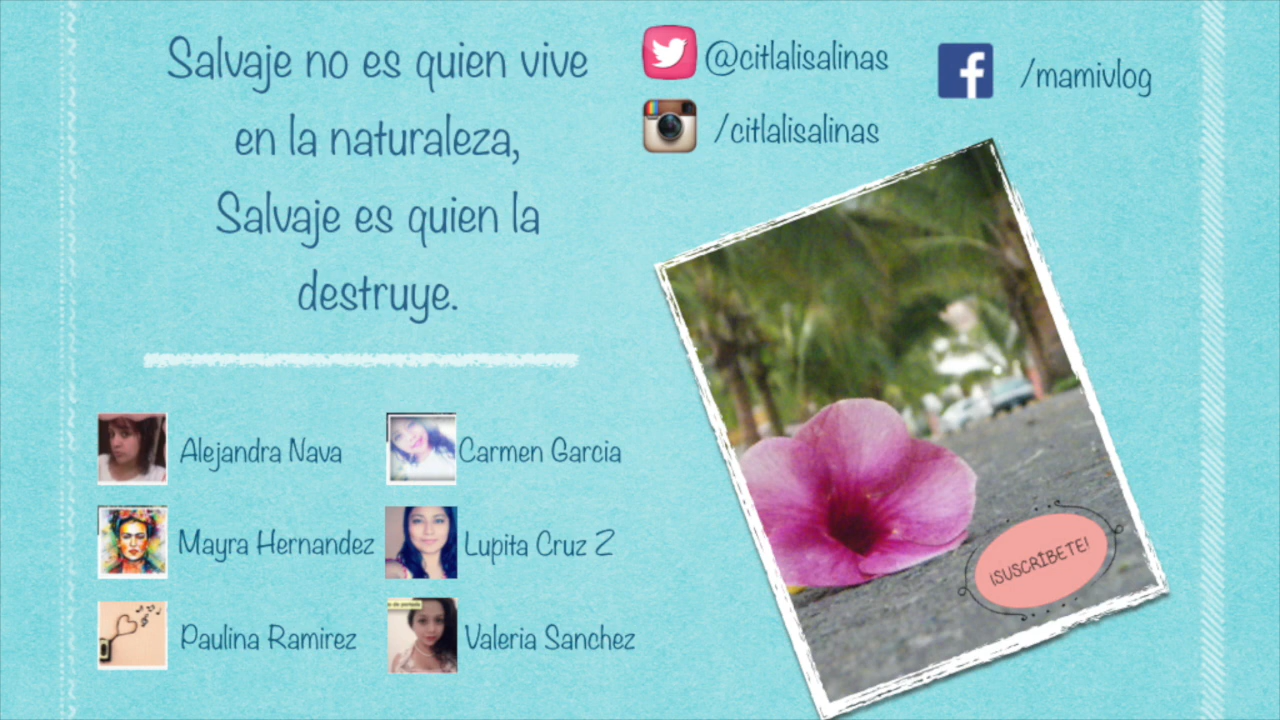 Salvaje no es quien vive
en la naturaleza,
Salvaje es quien la
destruye.
@citlalisalinas
/mamivlog
/citlalisalinas
Alejandra Nava
Carmen Garcia
Mayra Hernandez
Lupita Cruz Z
Paulina Ramirez
Valeria Sanchez
¡SUSCRÍBETE!